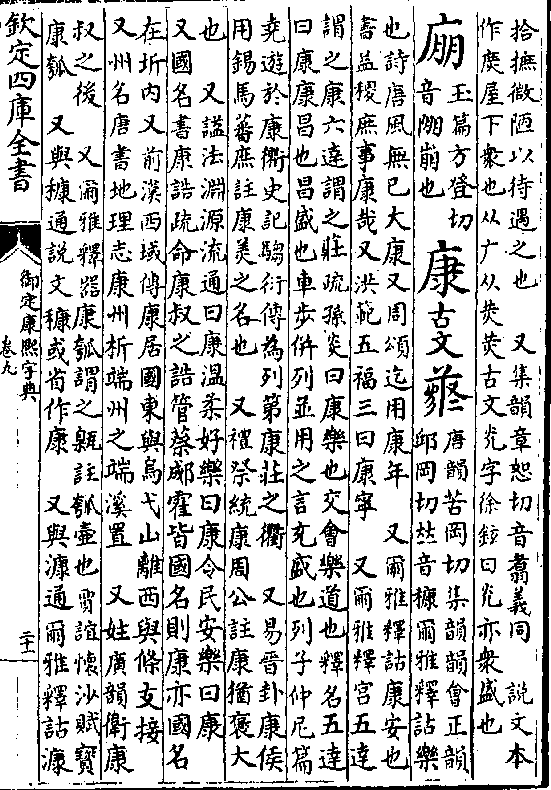 拾撫微陋以待遇之也　又集韻章恕切音翥義同　說文本
作庻屋下衆也从广从炗炗古文光字徐鉉曰光亦衆盛也
𢉁　玉篇方登切
音　崩也
康　古文
唐韻苦岡切集韻韻會正韻
邱岡切𠀤音穅爾雅釋詁樂
也詩唐風無已大康又周頌迄用康年　又爾雅釋詁康安也
書益稷庶事康哉又洪範五福三曰康寧　又爾雅釋宮五達
謂之康六達謂之莊疏孫炎曰康樂也交會樂道也釋名五達
曰康康昌也昌盛也車步倂列並用之言充盛也列子仲尼篇
堯遊於康衢史記騶衍傳為列第康莊之衢　又易晉卦康侯
用錫馬蕃庶註康美之名也　又禮祭統康周公註康猶褒大
也　又諡法淵源流通曰康溫柔好樂曰康令民安樂曰康
又國名書康誥疏命康叔之誥管蔡郕霍皆國名則康亦國名
在圻內又前漢西域傳康居國東與烏弋山離西與條支接
又州名唐書地理志康州析端州之端溪置　又姓廣韻衛康
叔之後　又爾雅釋器康瓠謂之甈註瓠壺也賈誼懷沙賦寳
康瓠　又與穅通說文穅或省作康　又與漮通爾雅釋詁漮
欽定四庫全書
御定康熙字典
卷九
二十一